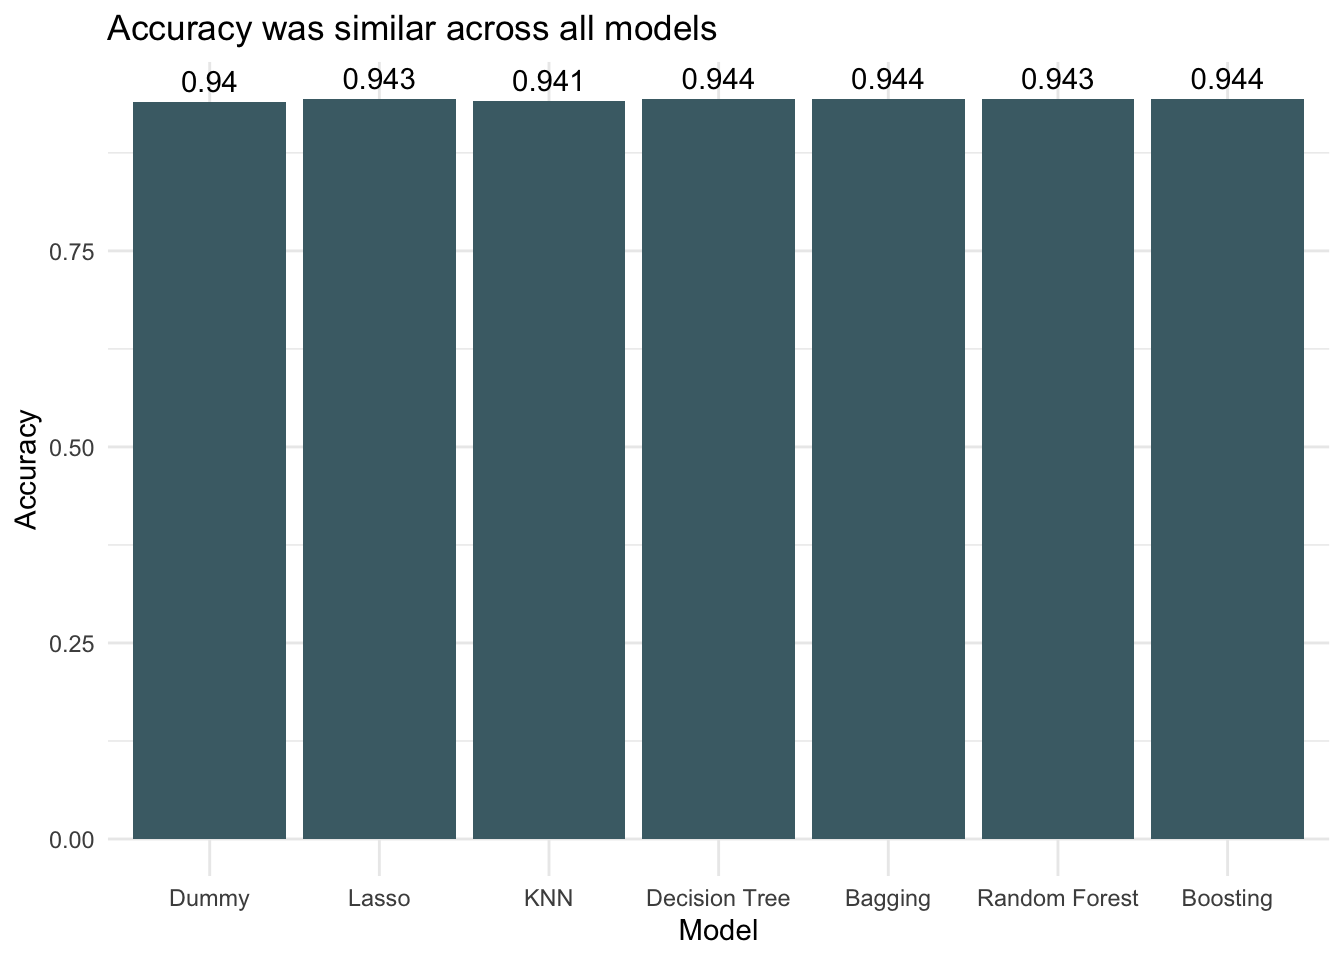 Accuracy was similar across all models
0.94 0.943 0.941 0.944 0.944 0.943 0.944
0.75
0.50
0.25
0.00
Accuracy
Dummy Lasso KNN Decision Tree Bagging Random Forest Boosting
Model